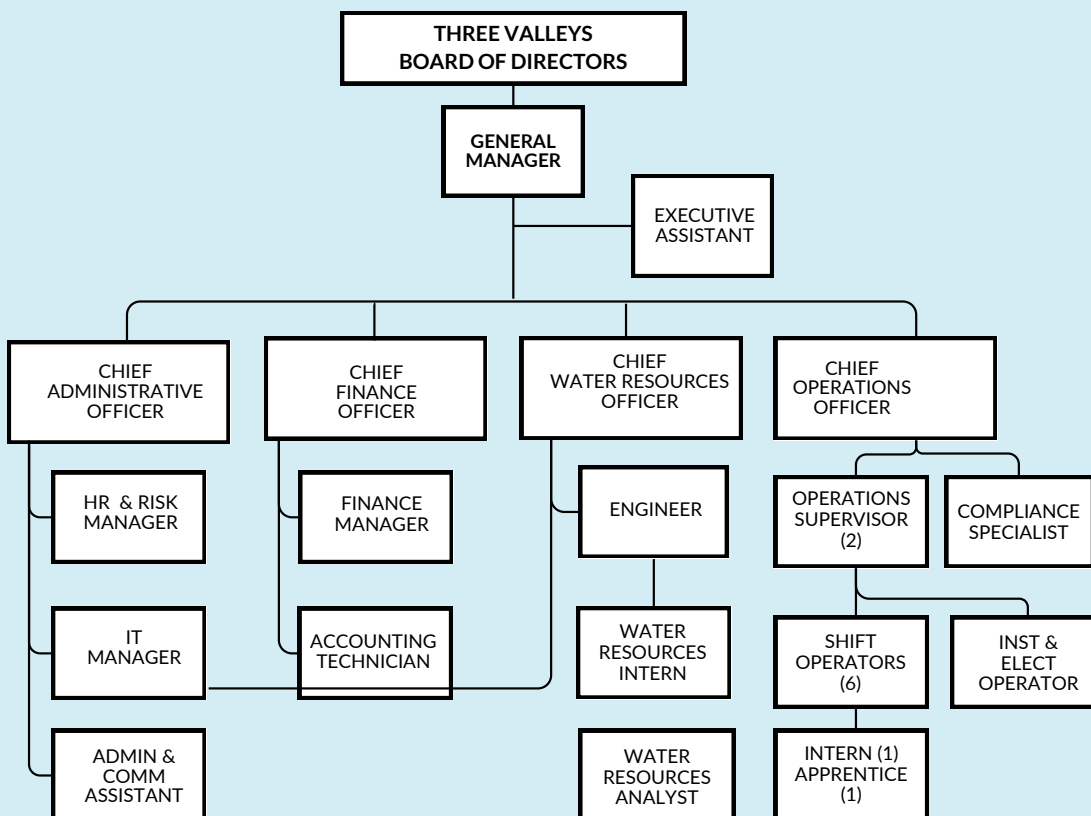 THREE VALLEYS
BOARD OF DIRECTORS
GENERAL
MANAGER
EXECUTIVE
ASSISTANT
CHIEF
ADMINISTRATIVE
OFFICER
CHIEF
FINANCE
OFFICER
CHIEF
WATER RESOURCES
OFFICER
CHIEF
OPERATIONS
OFFICER
HR & RISK
MANAGER
FINANCE
MANAGER
ENGINEER
OPERATIONS
SUPERVISOR
(2)
COMPLIANCE
SPECIALIST
IT
MANAGER
ACCOUNTING
TECHNICIAN
WATER
RESOURCES
INTERN
SHIFT
OPERATORS
(6)
INST &
ELECT
OPERATOR
ADMIN &
COMM
ASSISTANT
WATER
RESOURCES
ANALYST
INTERN (1)
APPRENTICE
(1)